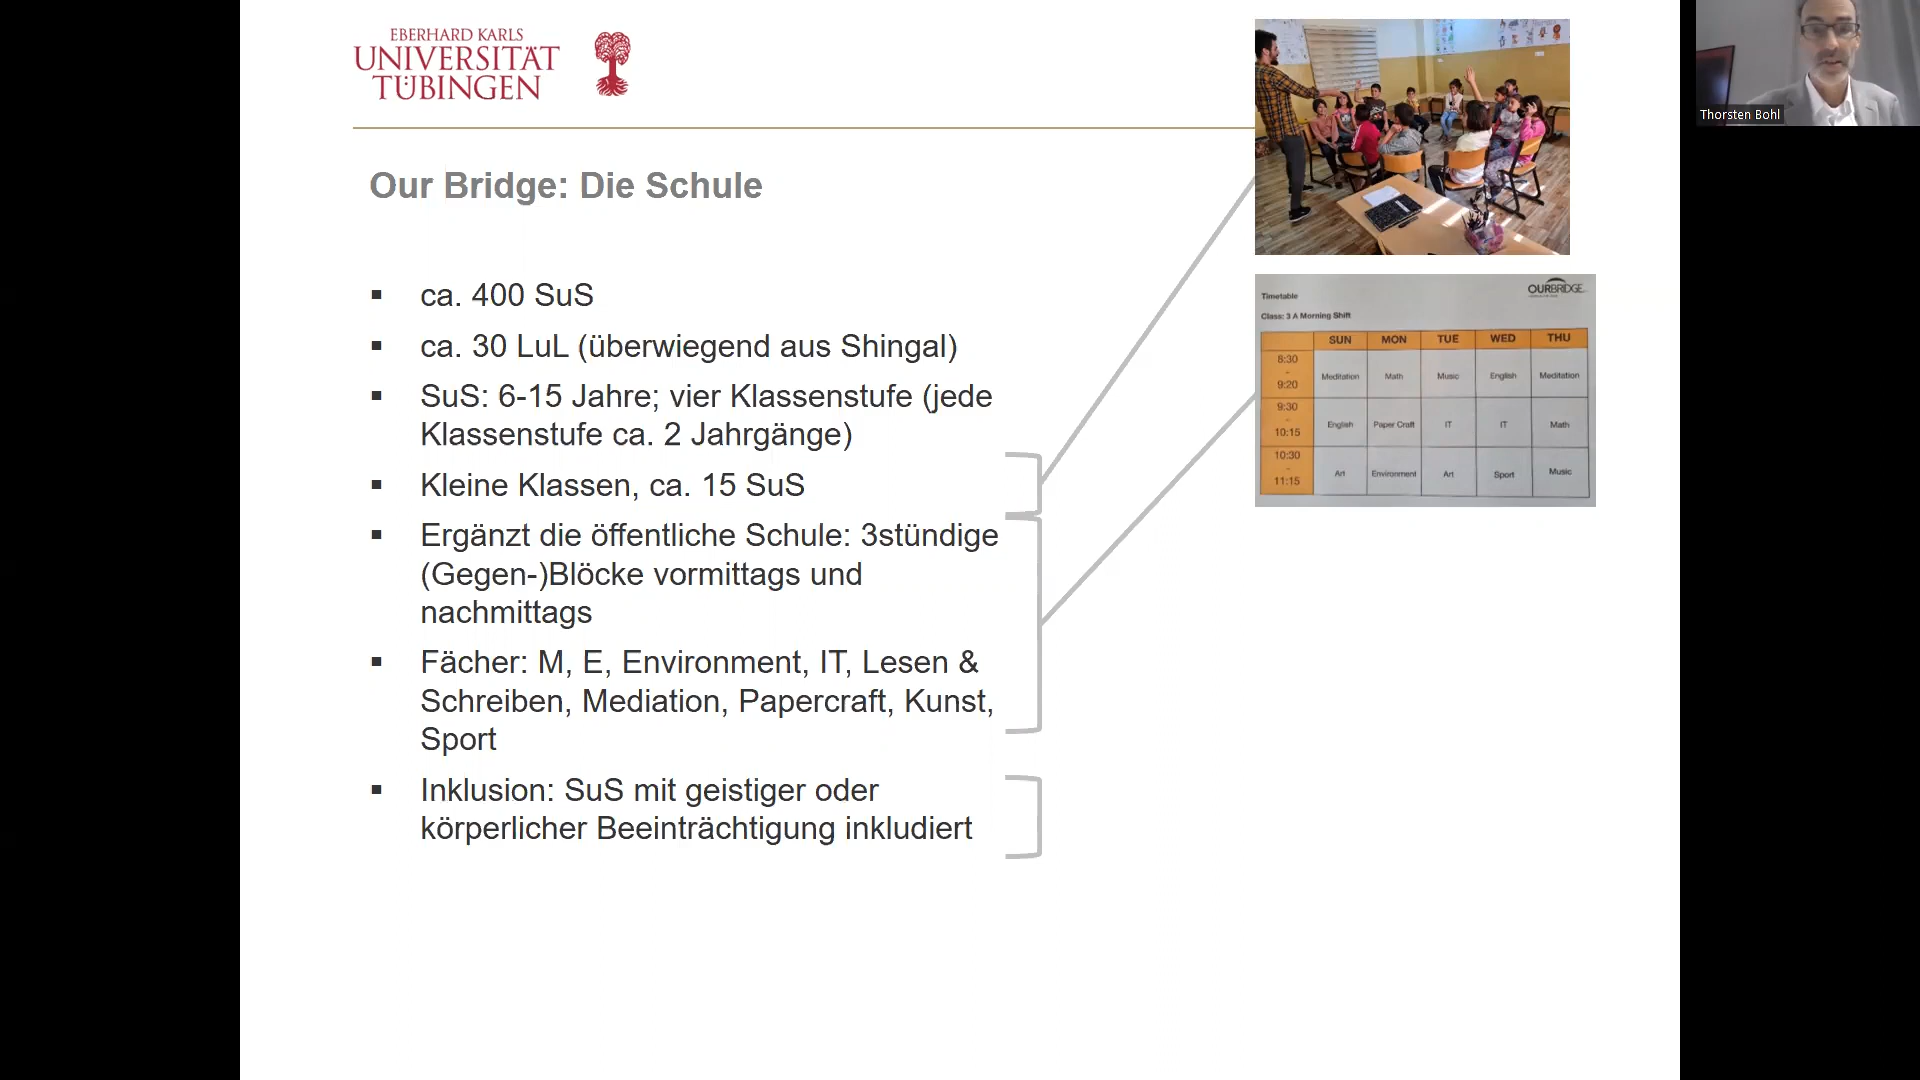 EBERHARD KARLS
UNIVERSITÄT
TÜBINGEN
Our Bridge: Die Schule
▪ ca. 400 SuS
▪ ca. 30 LuL (überwiegend aus Shingal)
▪ SuS: 6-15 Jahre; vier Klassenstufe (jede
Klassenstufe ca. 2 Jahrgänge)
▪ Kleine Klassen, ca. 15 SuS
▪ Ergänzt die öffentliche Schule: 3stündige
(Gegen-)Blöcke vormittags und
nachmittags
▪ Fächer: M, E, Environment, IT, Lesen &
Schreiben, Mediation, Papercraft, Kunst,
Sport
▪ Inklusion: SuS mit geistiger oder
körperlicher Beeinträchtigung inkludiert
OURBRIDGE
Timetable
Class: 3 A Morning Shift
SUN MON TUE WED THU
8:30 - 9:20 Meditation Math Music English Meditation
9:30 - 10:15 English Paper Craft IT IT Math
10:30 - 11:15 Art Environment Art Sport Music
Thorsten Bohl